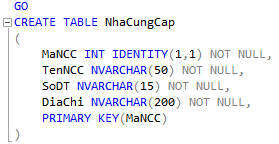 GO
CREATE TABLE NhaCungCap
(
MaNCC INT IDENTITY(1,1) NOT NULL,
TenNCC NVARCHAR(50) NOT NULL,
SoDT NVARCHAR(15) NOT NULL,
DiaChi NVARCHAR(200) NOT NULL,
PRIMARY KEY(MaNCC)
)